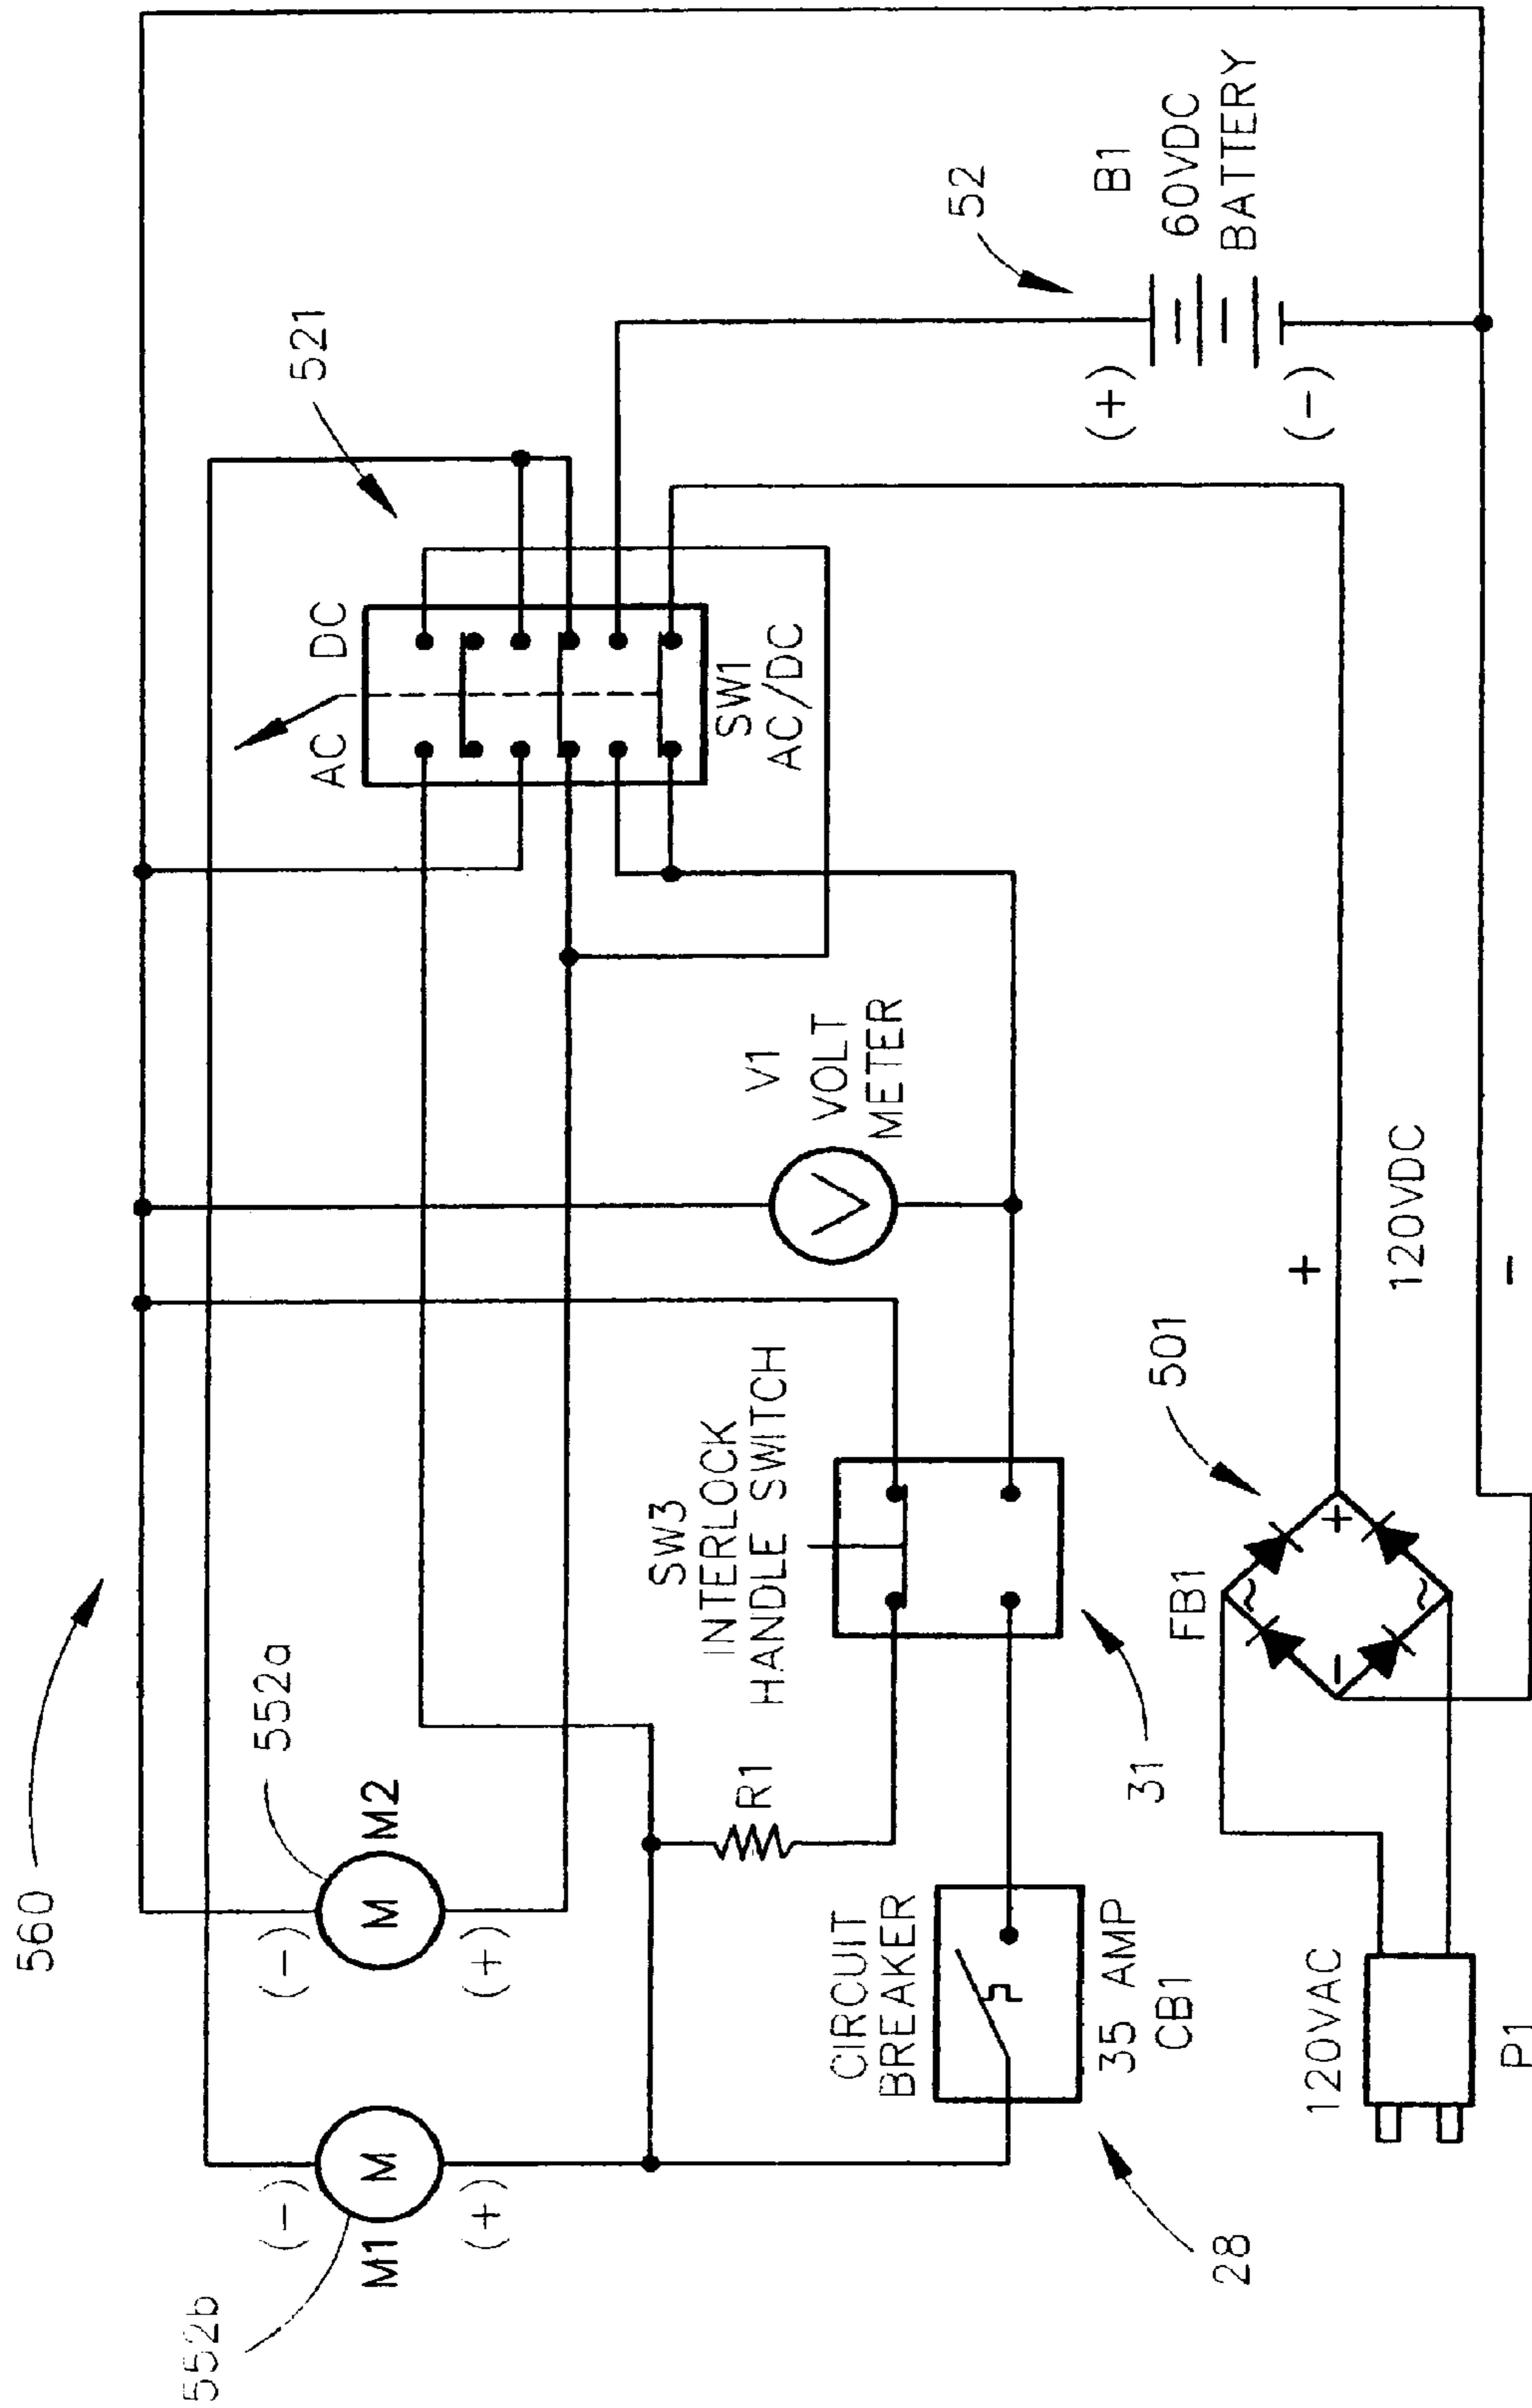 560
552b
552a
521
52
(-)
M
(+)
M1
(-)
M
(+)
M2
AC
DC
SW1
AC/DC
B1
60VDC
BATTERY
(+)
(-)
V1
VOLT
METER
V
SW3
INTERLOCK
HANDLE SWITCH
R1
31
CIRCUIT
BREAKER
35 AMP
CB1
28
501
FB1
~
~
+
-
+
120VDC
-
120VAC
P1